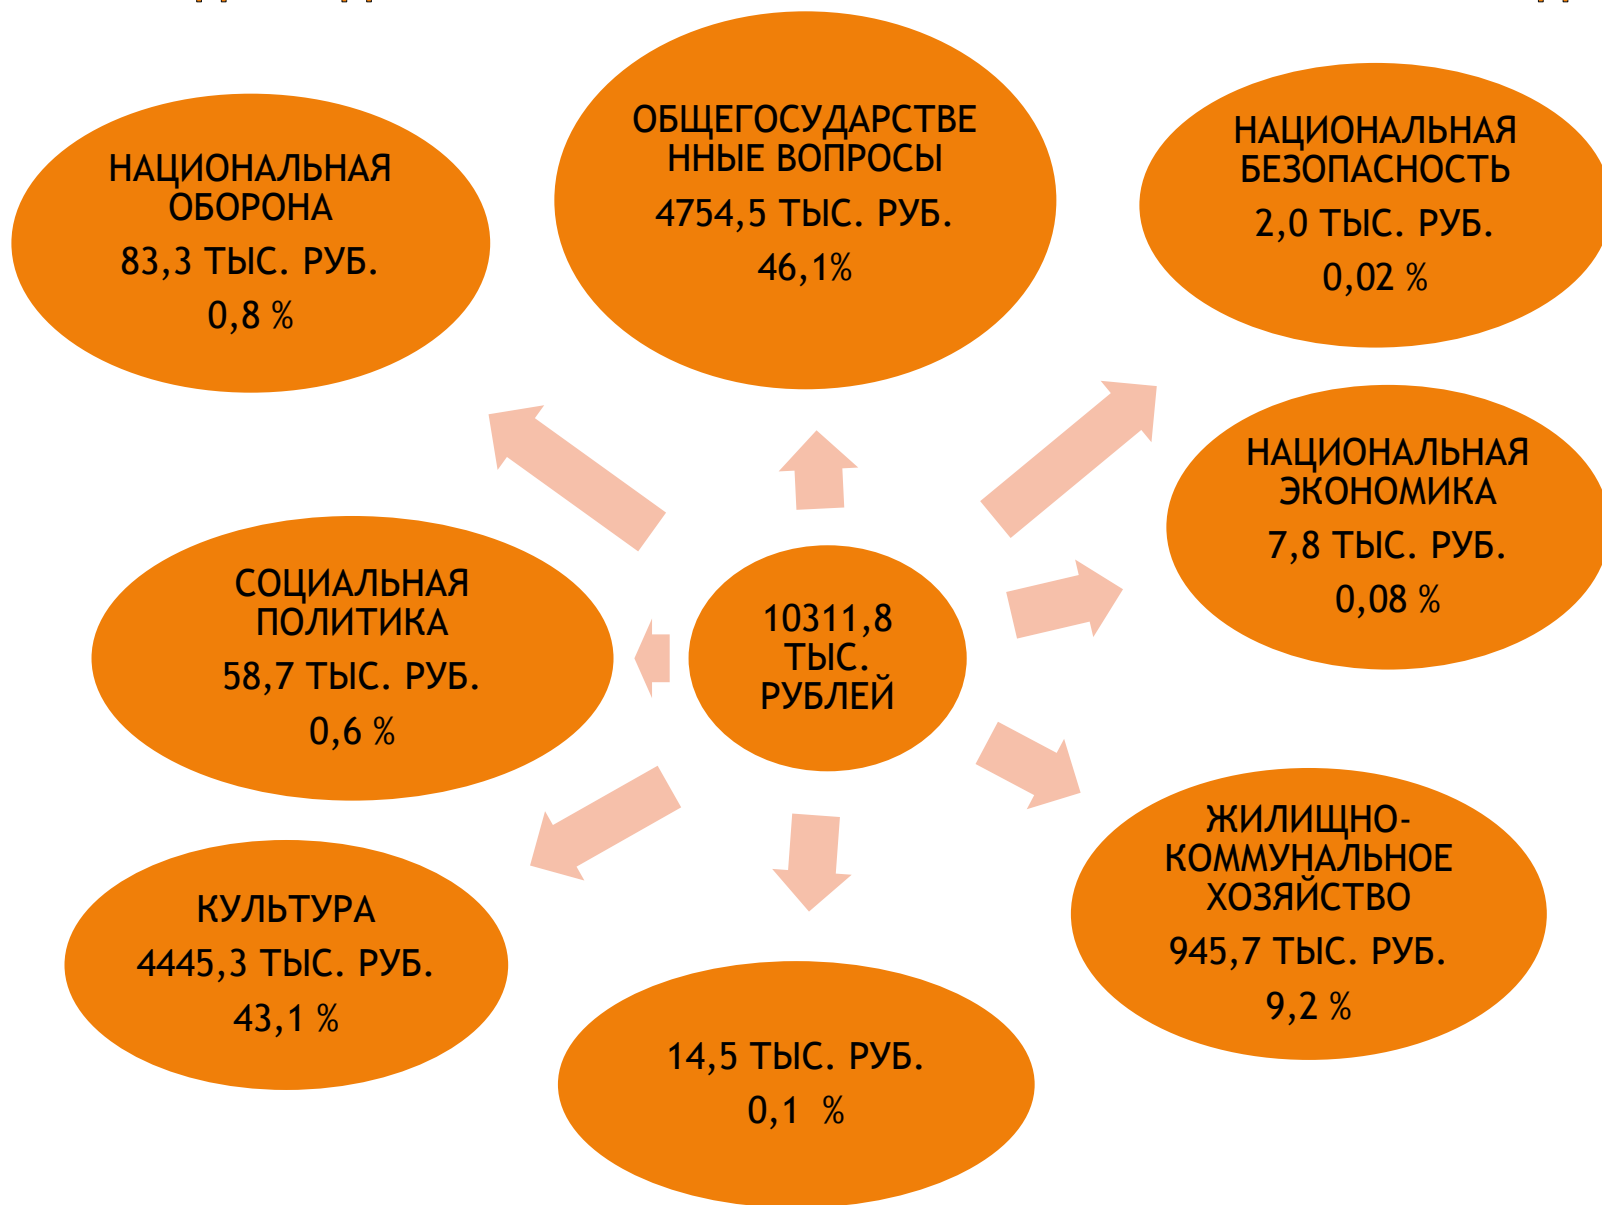 НАЦИОНАЛЬНАЯ
ОБОРОНА
83,3 ТЫС. РУБ.
0,8 %
ОБЩЕГОСУДАРСТВЕ
ННЫЕ ВОПРОСЫ
4754,5 ТЫС. РУБ.
46,1%
НАЦИОНАЛЬНАЯ
БЕЗОПАСНОСТЬ
2,0 ТЫС. РУБ.
0,02 %
НАЦИОНАЛЬНАЯ
ЭКОНОМИКА
7,8 ТЫС. РУБ.
0,08 %
СОЦИАЛЬНАЯ
ПОЛИТИКА
58,7 ТЫС. РУБ.
0,6 %
10311,8
ТЫС.
РУБЛЕЙ
ЖИЛИЩНО-
КОММУНАЛЬНОЕ
ХОЗЯЙСТВО
945,7 ТЫС. РУБ.
9,2 %
КУЛЬТУРА
4445,3 ТЫС. РУБ.
43,1 %
14,5 ТЫС. РУБ.
0,1 %